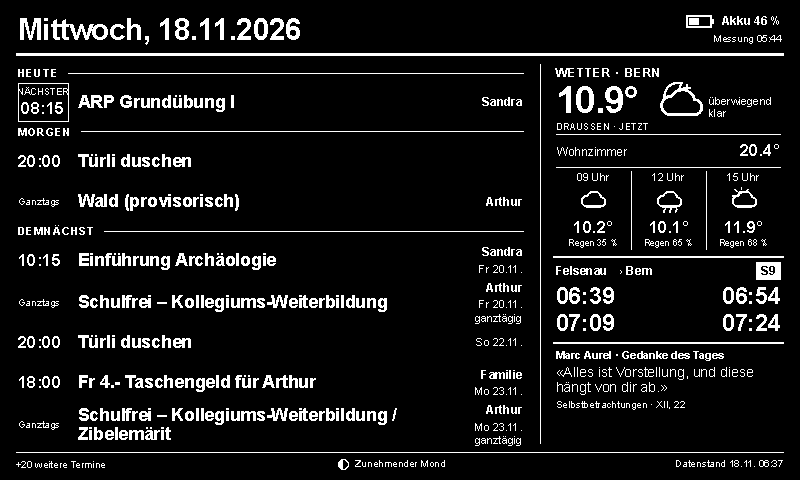 Mittwoch, 18.11.2026
Akku 46 %
Messung 05:44
HEUTE
NÄCHSTER
08:15 ARP Grundübung I Sandra
MORGEN
20:00 Türli duschen
Ganztags Wald (provisorisch) Arthur
DEMNÄCHST
10:15 Einführung Archäologie Sandra
Fr 20.11.
Ganztags Schulfrei – Kollegiums-Weiterbildung Arthur
Fr 20.11.
ganztägig
20:00 Türli duschen So 22.11.
18:00 Fr 4.- Taschengeld für Arthur Familie
Mo 23.11.
Ganztags Schulfrei – Kollegiums-Weiterbildung / Arthur
Zibelemärit Mo 23.11.
ganztägig
WETTER · BERN
10.9° überwiegend
klar
DRAUSSEN · JETZT
Wohnzimmer 20.4°
09 Uhr 12 Uhr 15 Uhr
10.2° 10.1° 11.9°
Regen 35 % Regen 65 % Regen 68 %
Felsenau → Bern S9
06:39 06:54
07:09 07:24
Marc Aurel · Gedanke des Tages
«Alles ist Vorstellung, und diese
hängt von dir ab.»
Selbstbetrachtungen · XII, 22
+20 weitere Termine Zunehmender Mond Datenstand 18.11. 06:37